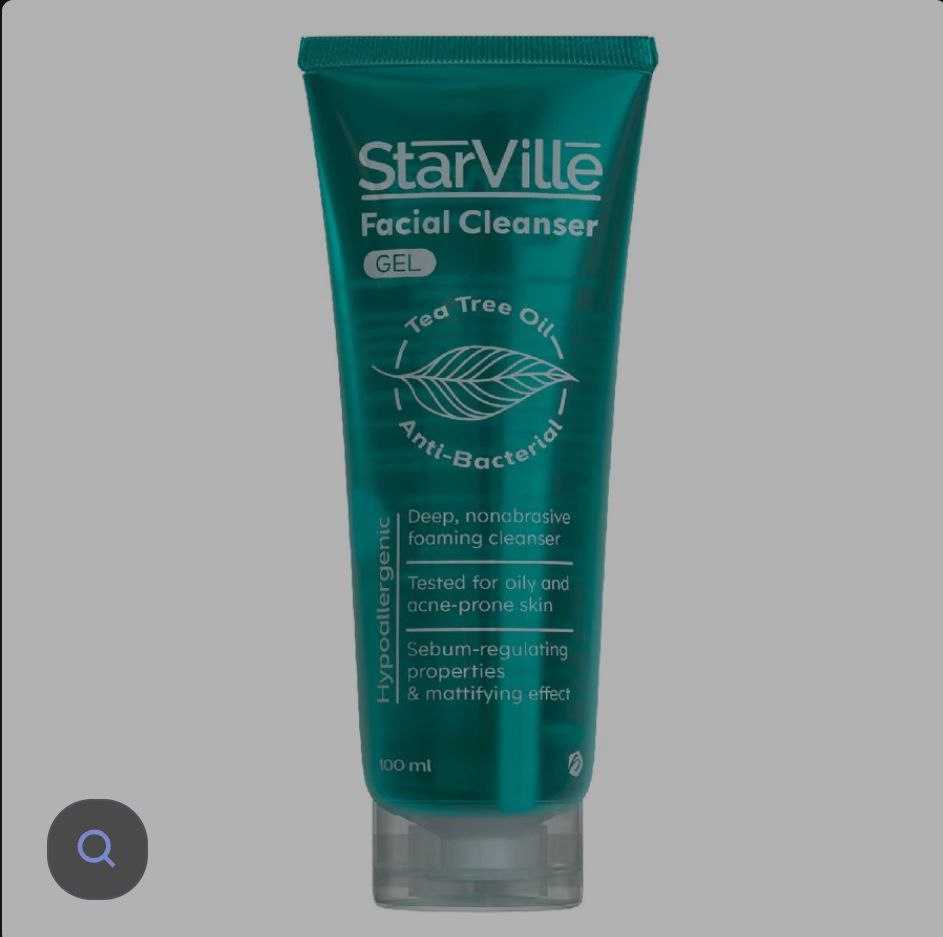 StarVille
Facial Cleanser
GEL
Tea Tree Oil
Anti-Bacterial
Hypoallergenic
Deep, nonabrasive
foaming cleanser
Tested for oily and
acne-prone skin
Sebum-regulating
properties
& mattifying effect
100 ml